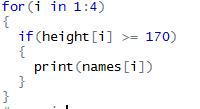 for(i in 1:4)
{
  if(height[i] >= 170)
  {
    print(names[i])
  }
}